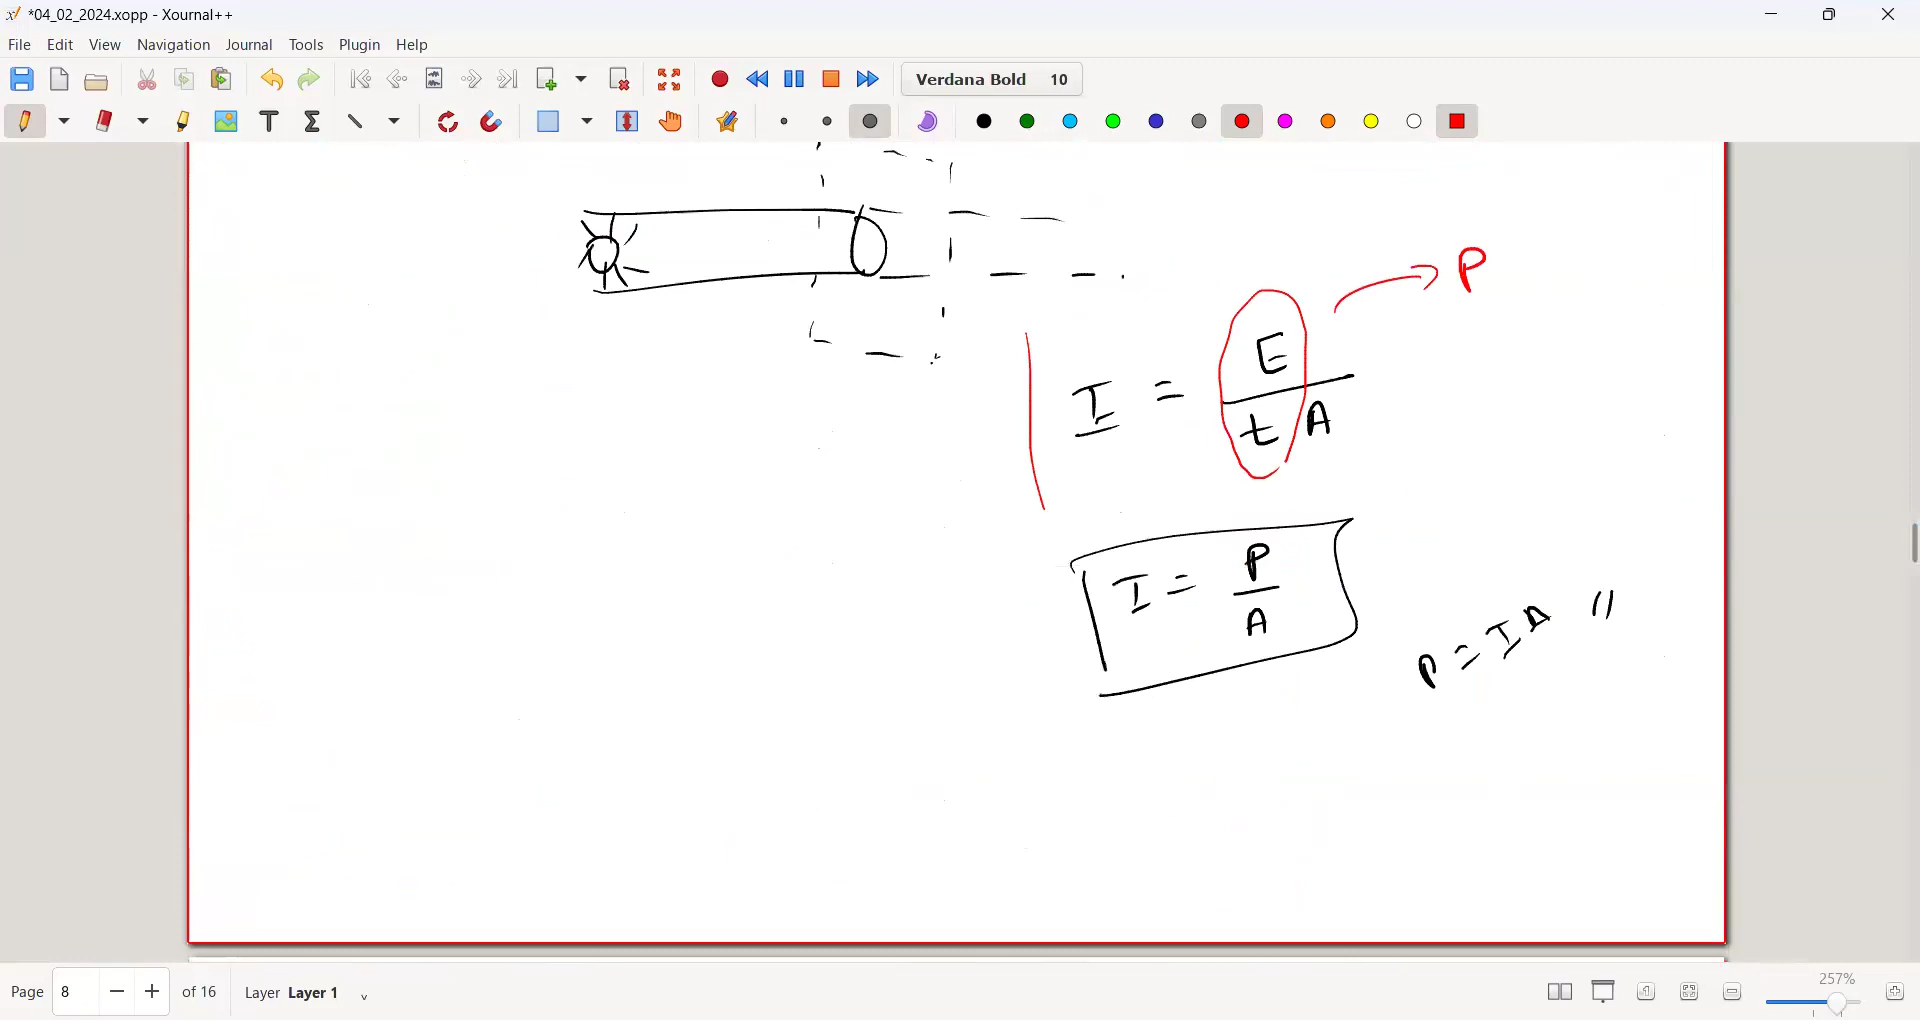 *04_02_2024.xopp - Xournal++
File Edit View Navigation Journal Tools Plugin Help
Verdana Bold 10
P
I = E / t A
I = P / A
P = IA "
Page 8 of 16 Layer Layer 1
257%